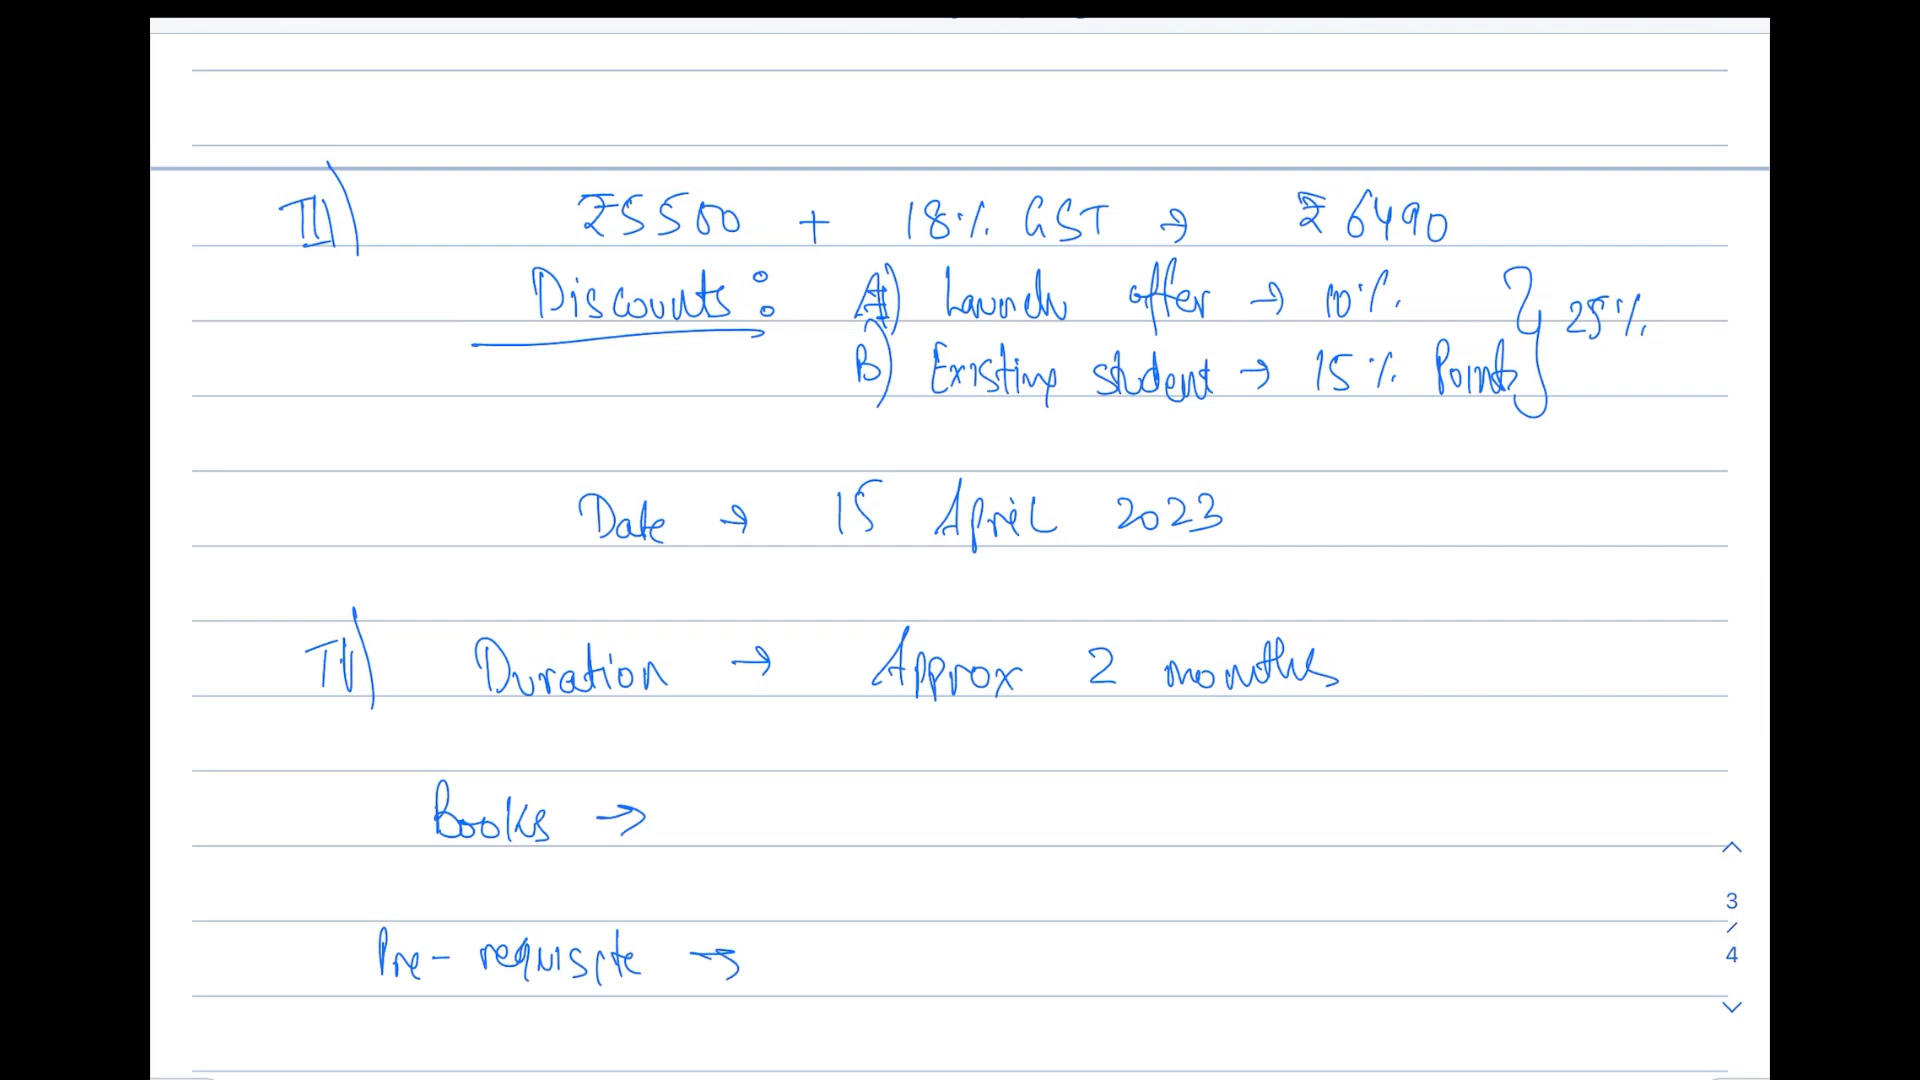 III) ₹5500 + 18% GST → ₹6490
Discounts: A) Launch offer → 10%
B) Existing student → 15% Points } 25%
Date → 15 April 2023
IV) Duration → Approx 2 months
Books →
Pre-requisite →
3
/
4